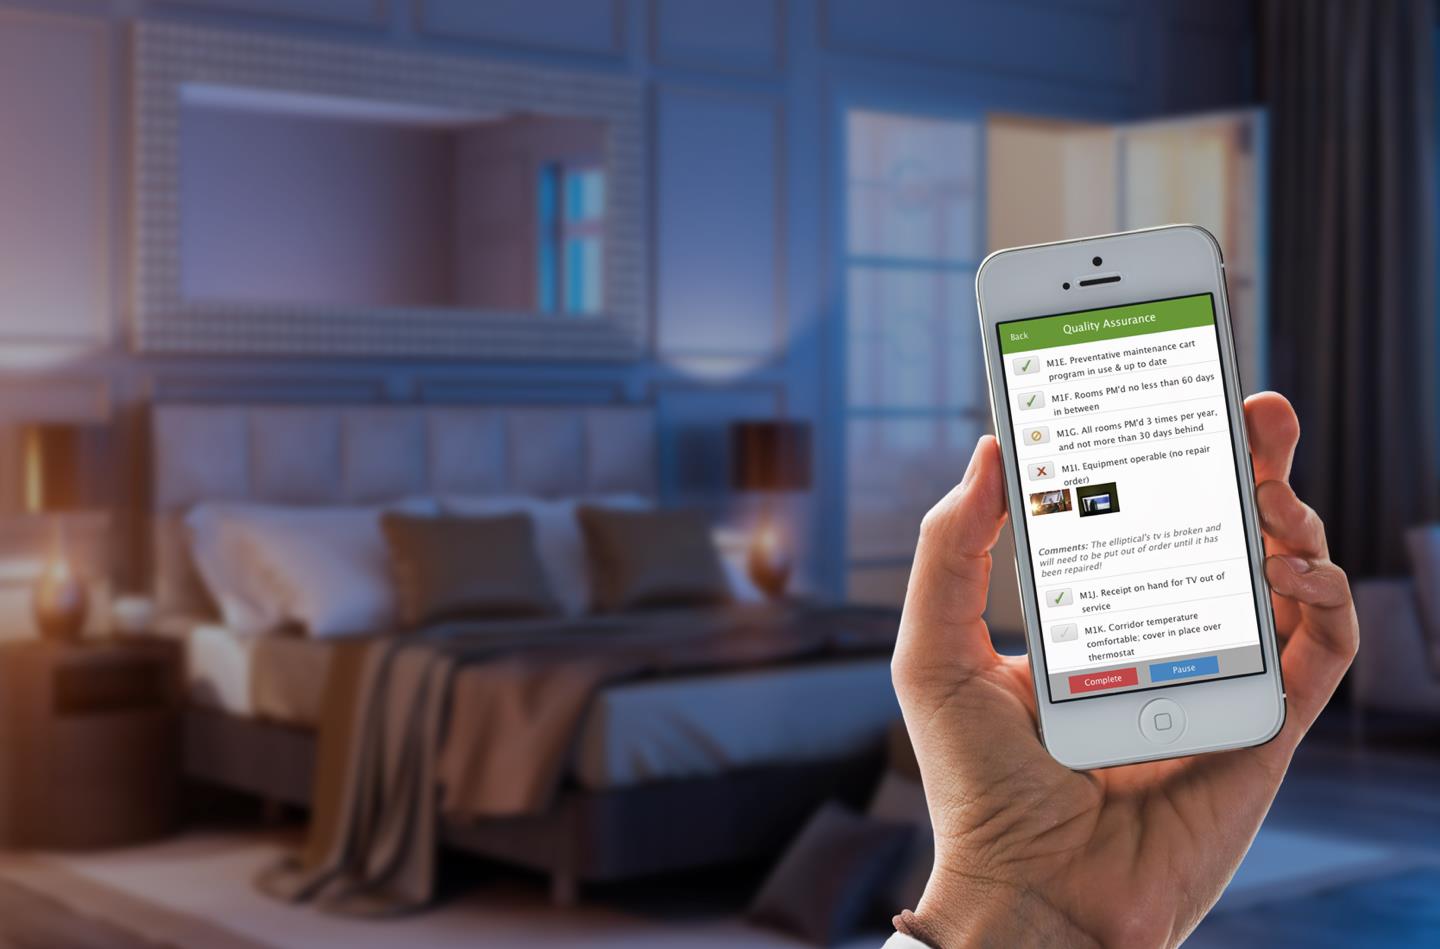 Back
Quality Assurance
M1E. Preventative maintenance cart
program in use & up to date
M1F. Rooms PM'd no less than 60 days
in between
M1G. All rooms PM'd 3 times per year,
and not more than 30 days behind
M1I. Equipment operable (no repair
order)
Comments: The elliptical's tv is broken and
will need to be put out of order until it has
been repaired!
M1J. Receipt on hand for TV out of
service
M1K. Corridor temperature
comfortable; cover in place over
thermostat
Complete
Pause